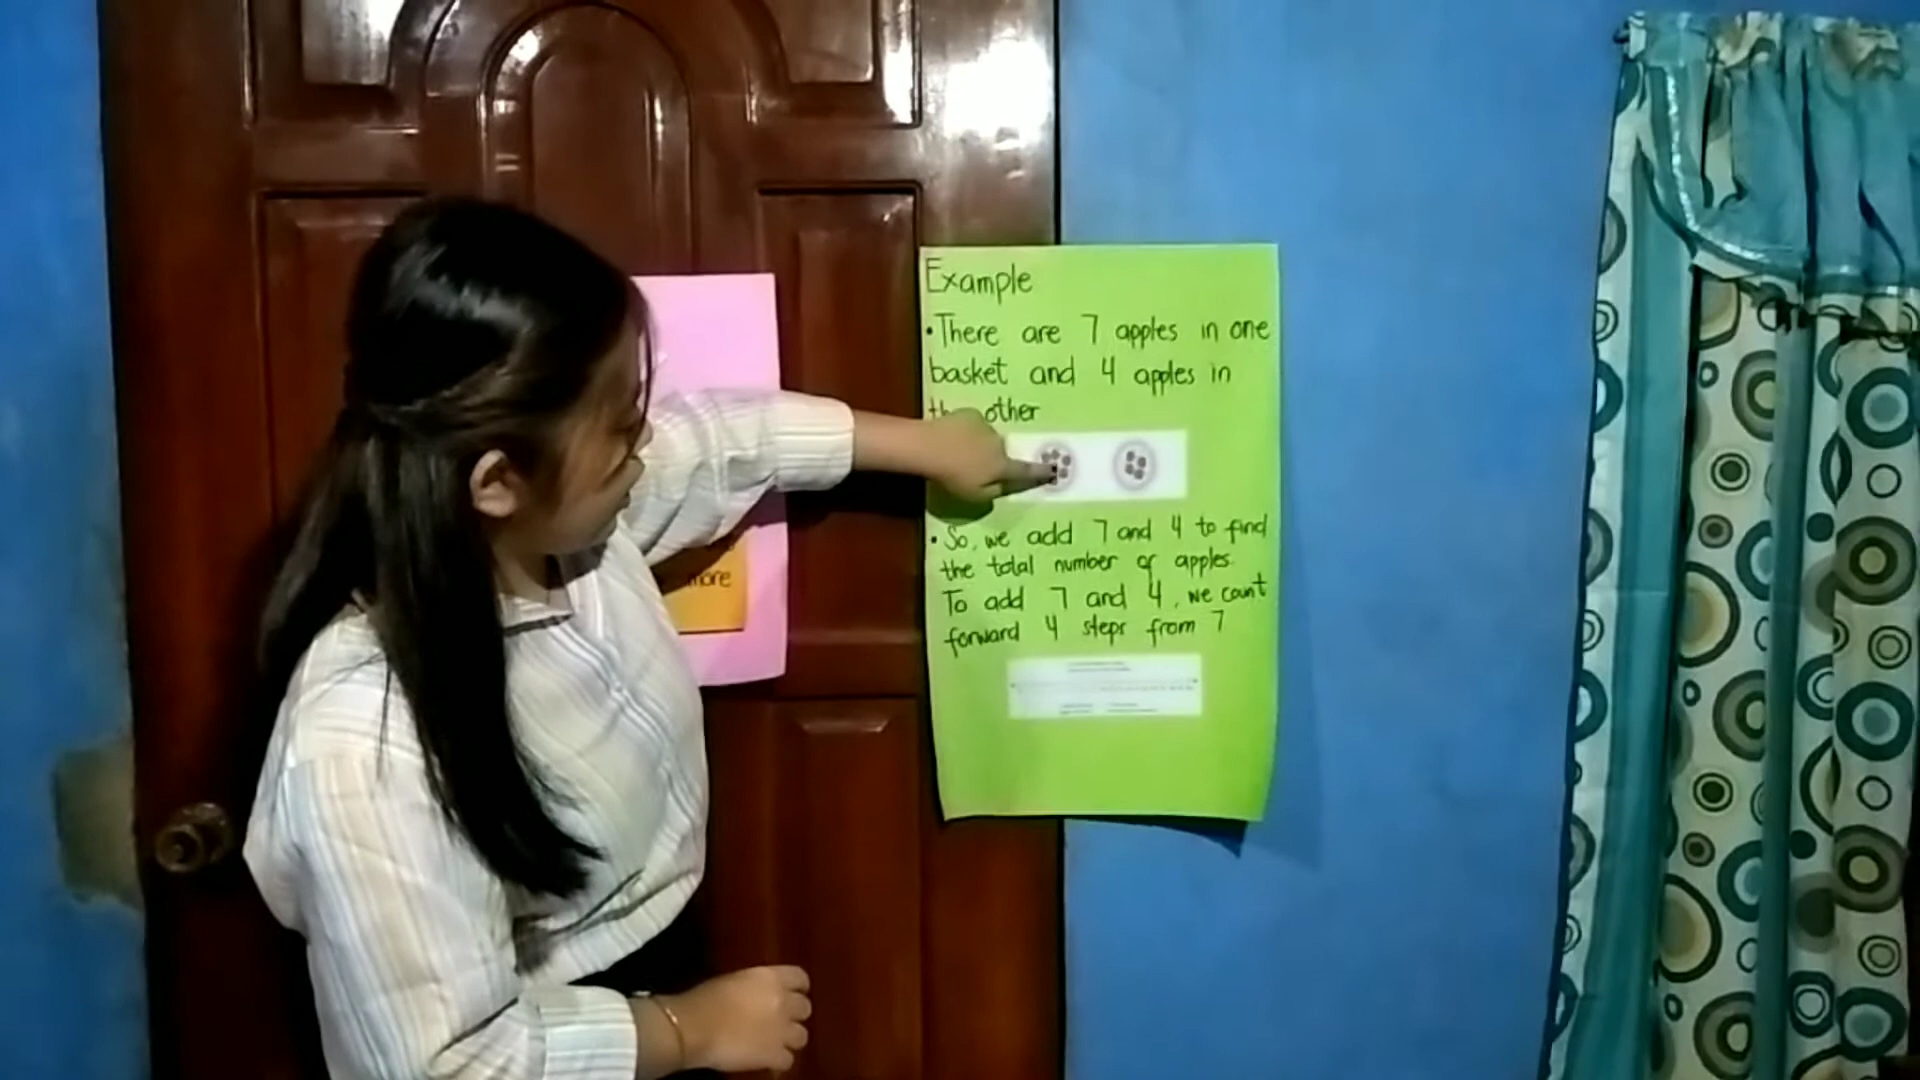 Example
•There are 7 apples in one
basket and 4 apples in
other
•So, we add 7 and 4 to find
the total number of apples.
To add 7 and 4, we count
forward 4 steps from 7
more